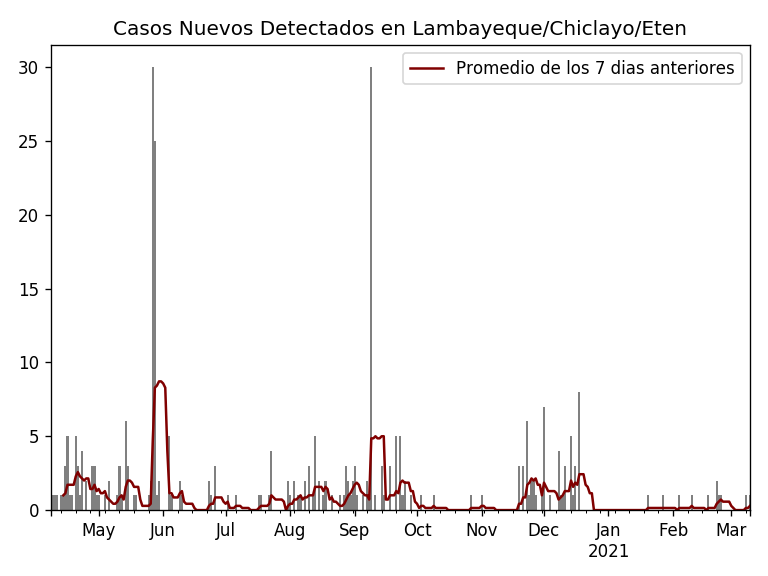 Casos Nuevos Detectados en Lambayeque/Chiclayo/Eten
Promedio de los 7 dias anteriores
30
25
20
15
10
5
0
May Jun Jul Aug Sep Oct Nov Dec Jan Feb Mar
2021